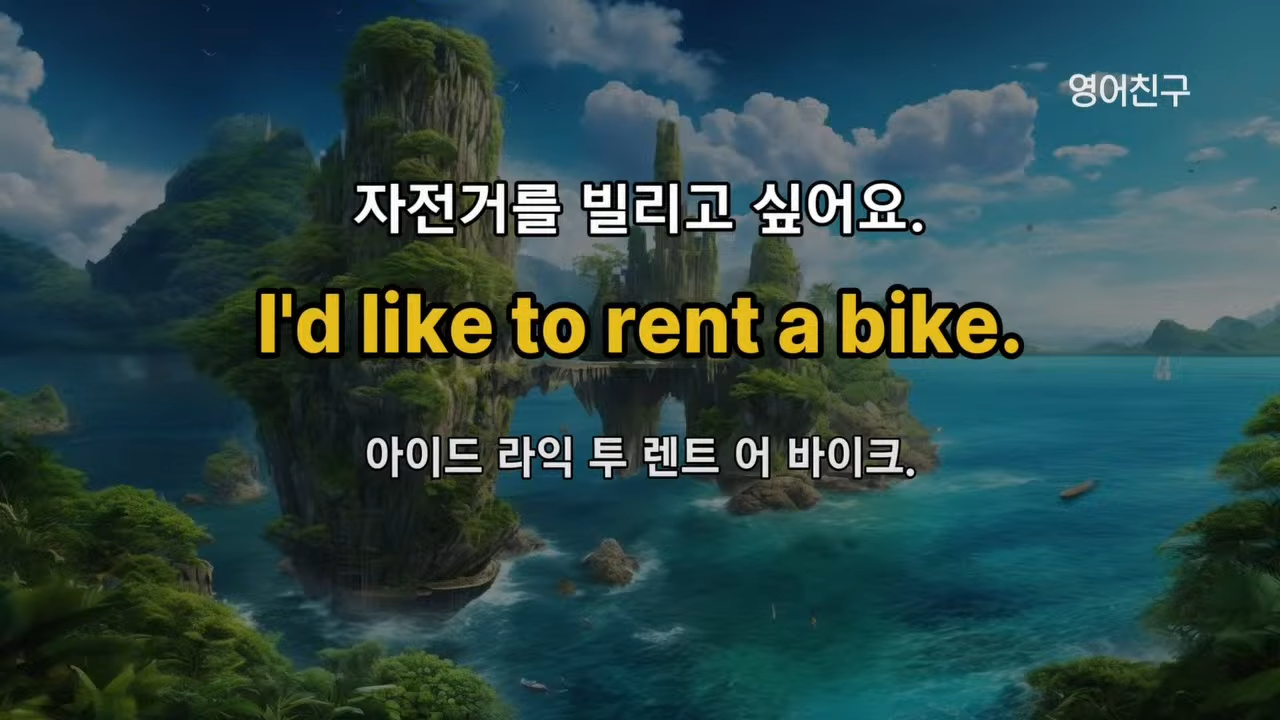 영어친구
자전거를 빌리고 싶어요.
I'd like to rent a bike.
아이드 라익 투 렌트 어 바이크.